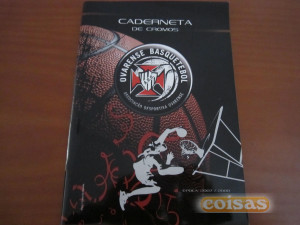 CADERNETA
DE CROMOS
OVARENSE BASQUETEBOL
coisas